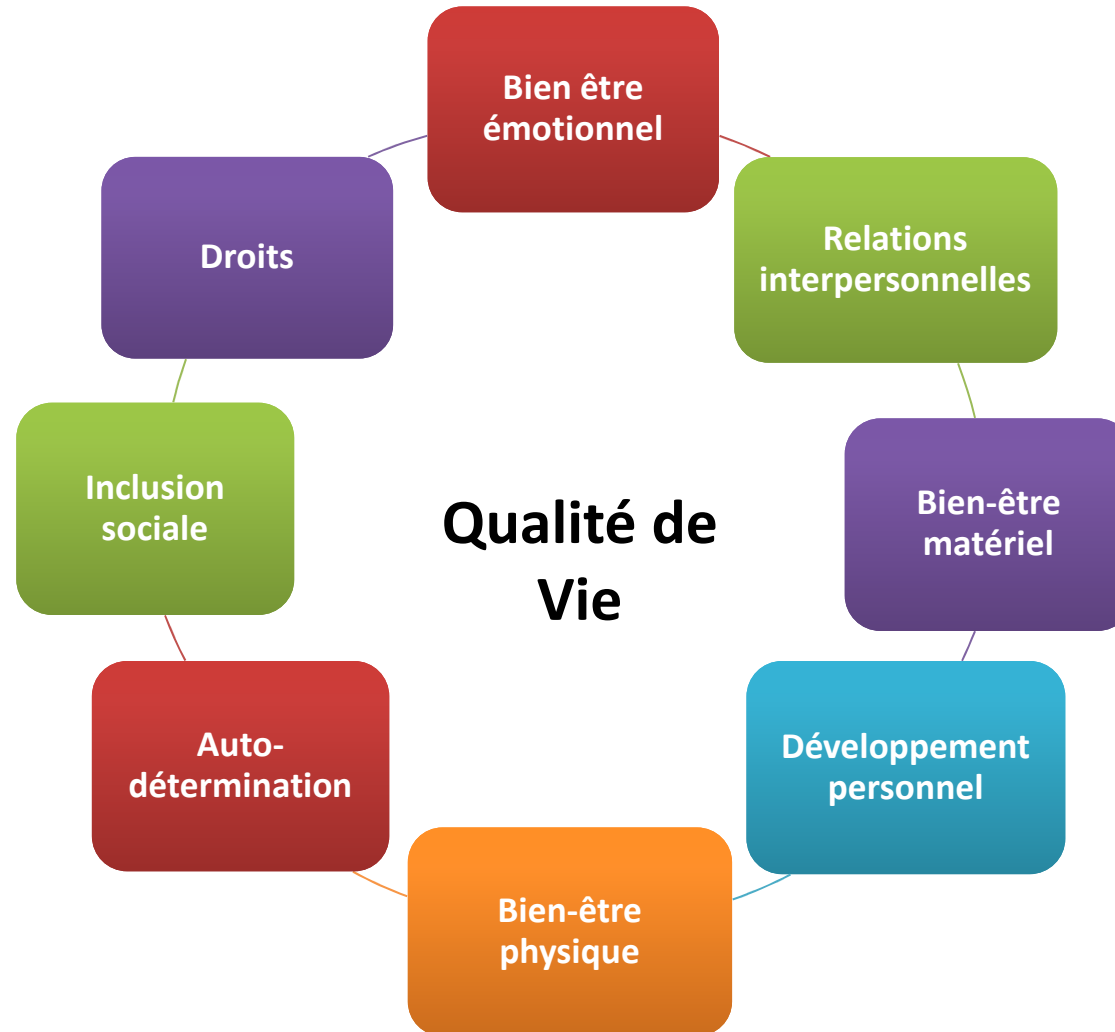 Bien être
émotionnel
Relations
interpersonnelles
Bien-être
matériel
Développement
personnel
Bien-être
physique
Auto-
détermination
Inclusion
sociale
Droits
Qualité de
Vie